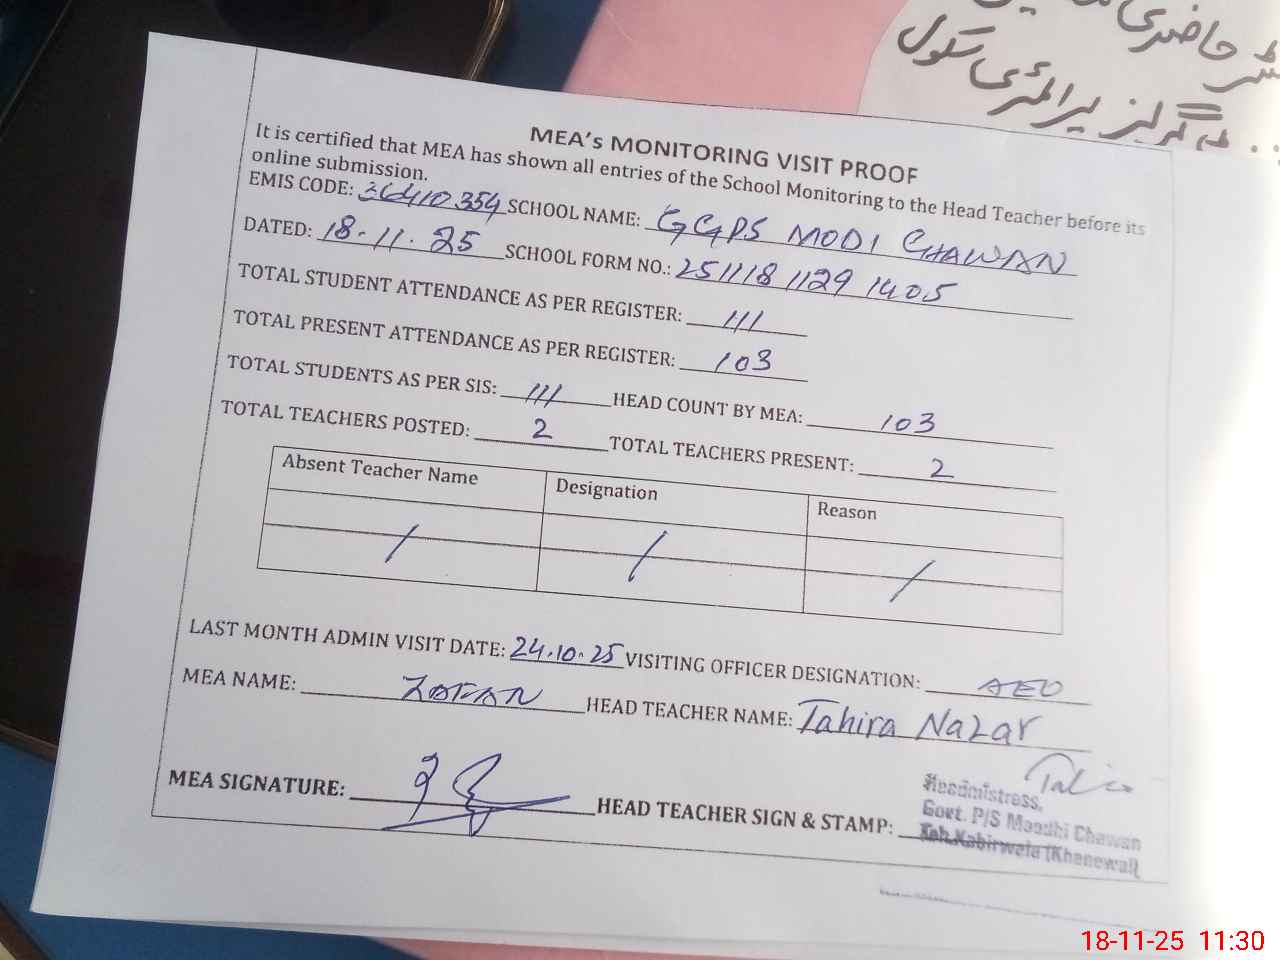 ٹر حاضری
گرلز پرائمری سکول
MEA's MONITORING VISIT PROOF
It is certified that MEA has shown all entries of the School Monitoring to the Head Teacher before its
online submission.
EMIS CODE: 36410354 SCHOOL NAME: GGPS MODI CHAWAN
DATED: 18.11.25 SCHOOL FORM NO.: 251118 1129 1405
TOTAL STUDENT ATTENDANCE AS PER REGISTER: 111
TOTAL PRESENT ATTENDANCE AS PER REGISTER: 103
TOTAL STUDENTS AS PER SIS: 111 HEAD COUNT BY MEA: 103
TOTAL TEACHERS POSTED: 2 TOTAL TEACHERS PRESENT: 2
Absent Teacher Name Designation Reason
/ / /
LAST MONTH ADMIN VISIT DATE: 24.10.25 VISITING OFFICER DESIGNATION: AEO
MEA NAME: HEAD TEACHER NAME: Tahira Nazar
MEA SIGNATURE: HEAD TEACHER SIGN & STAMP:
Headmistress,
Govt. P/S Moodhi Chawan
Teh. Kabirwala (Khanewal)
18-11-25 11:30